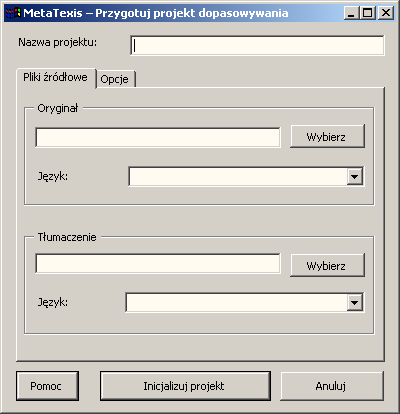 MetaTexis – Przygotuj projekt dopasowywania
Nazwa projektu:
Pliki źródłowe Opcje
Oryginał
Wybierz
Język:
Tłumaczenie
Wybierz
Język:
Pomoc Inicjalizuj projekt Anuluj